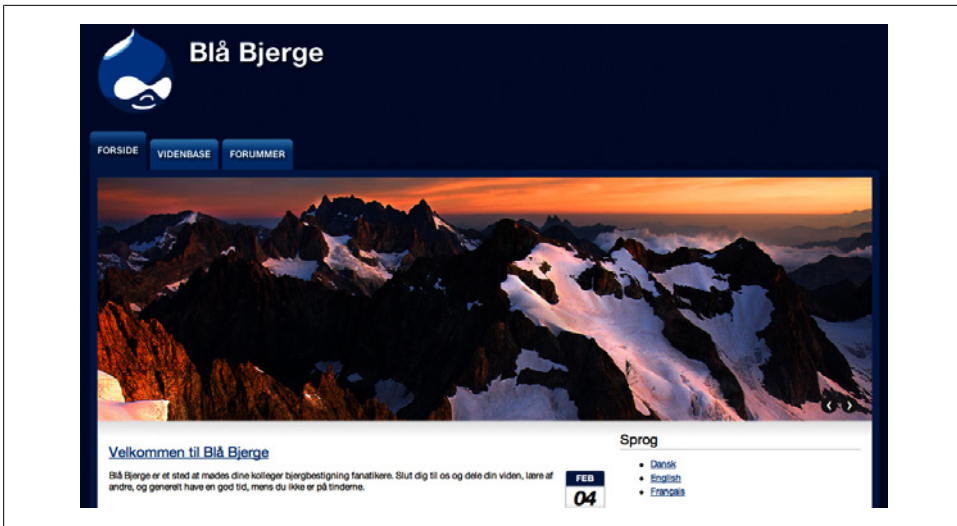 Blå Bjerge
FORSIDE
VIDENBASE
FORUMMER
Velkommen til Blå Bjerge
Blå Bjerge er et sted at mødes dine kolleger bjergbestigning fanatikere. Slut dig til os og dele din viden, lære af
andre, og generelt have en god tid, mens du ikke er på tinderne.
FEB
04
Sprog
Dansk
English
Français